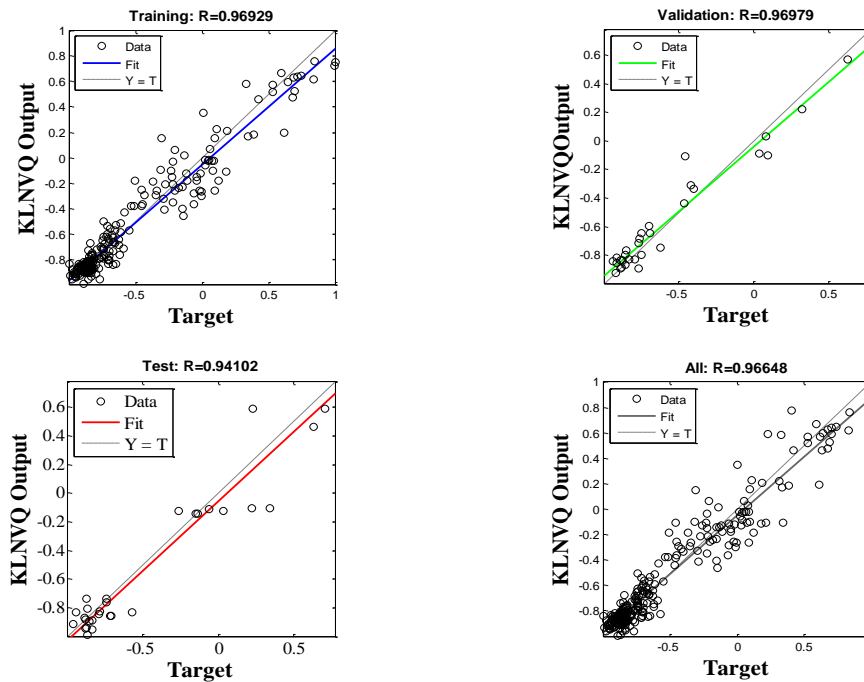 Training: R=0.96929
Data
Fit
Y = T
1
0.8
0.6
0.4
0.2
0
-0.2
-0.4
-0.6
-0.8
-0.5
0
0.5
1
KLNVQ Output
Target
Validation: R=0.96979
Data
Fit
Y = T
0.6
0.4
0.2
0
-0.2
-0.4
-0.6
-0.8
-0.5
0
0.5
KLNVQOutput
Target
Test: R=0.94102
Data
Fit
Y = T
0.6
0.4
0.2
0
-0.2
-0.4
-0.6
-0.8
-0.5
0
0.5
KLNVQ Output
Target
All: R=0.96648
Data
Fit
Y = T
1
0.8
0.6
0.4
0.2
0
-0.2
-0.4
-0.6
-0.8
-0.5
0
0.5
KLNVQ Output
Target